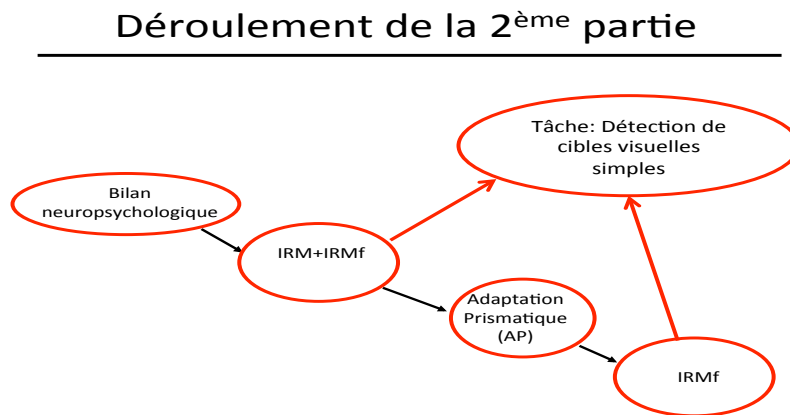 Déroulement de la 2ème partie
Tâche: Détection de
cibles visuelles
simples
Bilan
neuropsychologique
IRM+IRMf
Adaptation
Prismatique
(AP)
IRMf